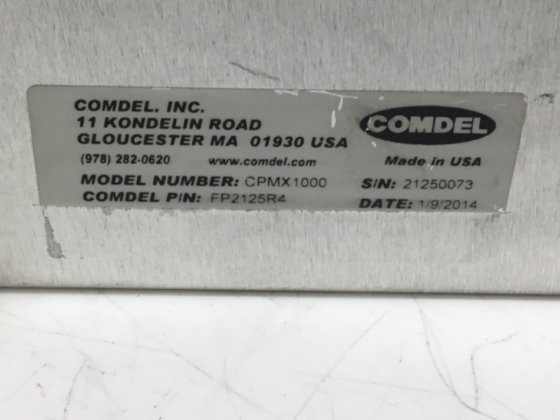 COMDEL, INC.
11 KONDELIN ROAD
GLOUCESTER MA 01930 USA
(978) 282-0620 www.comdel.com
COMDEL
Made in USA
MODEL NUMBER: CPMX1000 S/N: 21250073
COMDEL P/N: FP2125R4 DATE: 1/9/2014